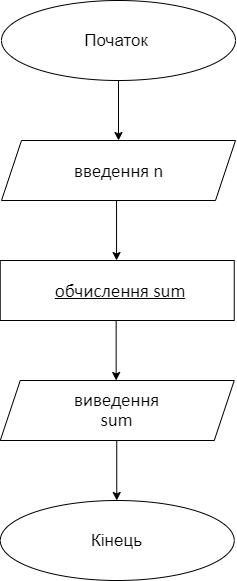 Початок
введення n
обчислення sum
виведення
sum
Кінець